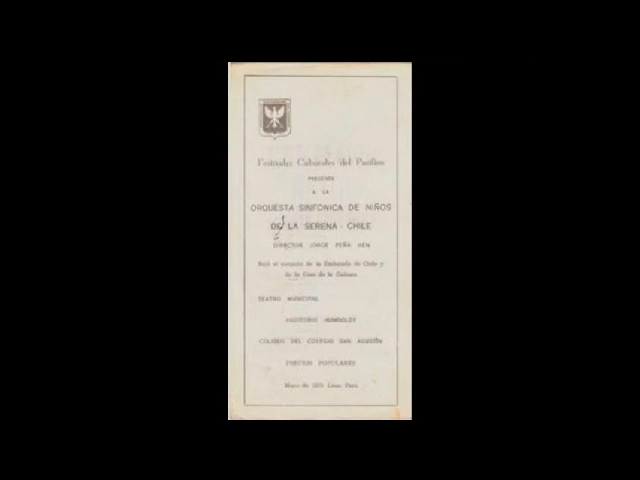 Festivales Culturales del Pacífico
PRESENTA
A LA
ORQUESTA SINFONICA DE NIÑOS
DE LA SERENA - CHILE
DIRECTOR JORGE PEÑA HEN
Bajo el auspicio de la Embajada de Chile y
de la Casa de la Cultura
TEATRO MUNICIPAL
AUDITORIO HUMBOLDT
COLISEO DEL COLEGIO SAN AGUSTIN
PRECIOS POPULARES
de Lima Perú